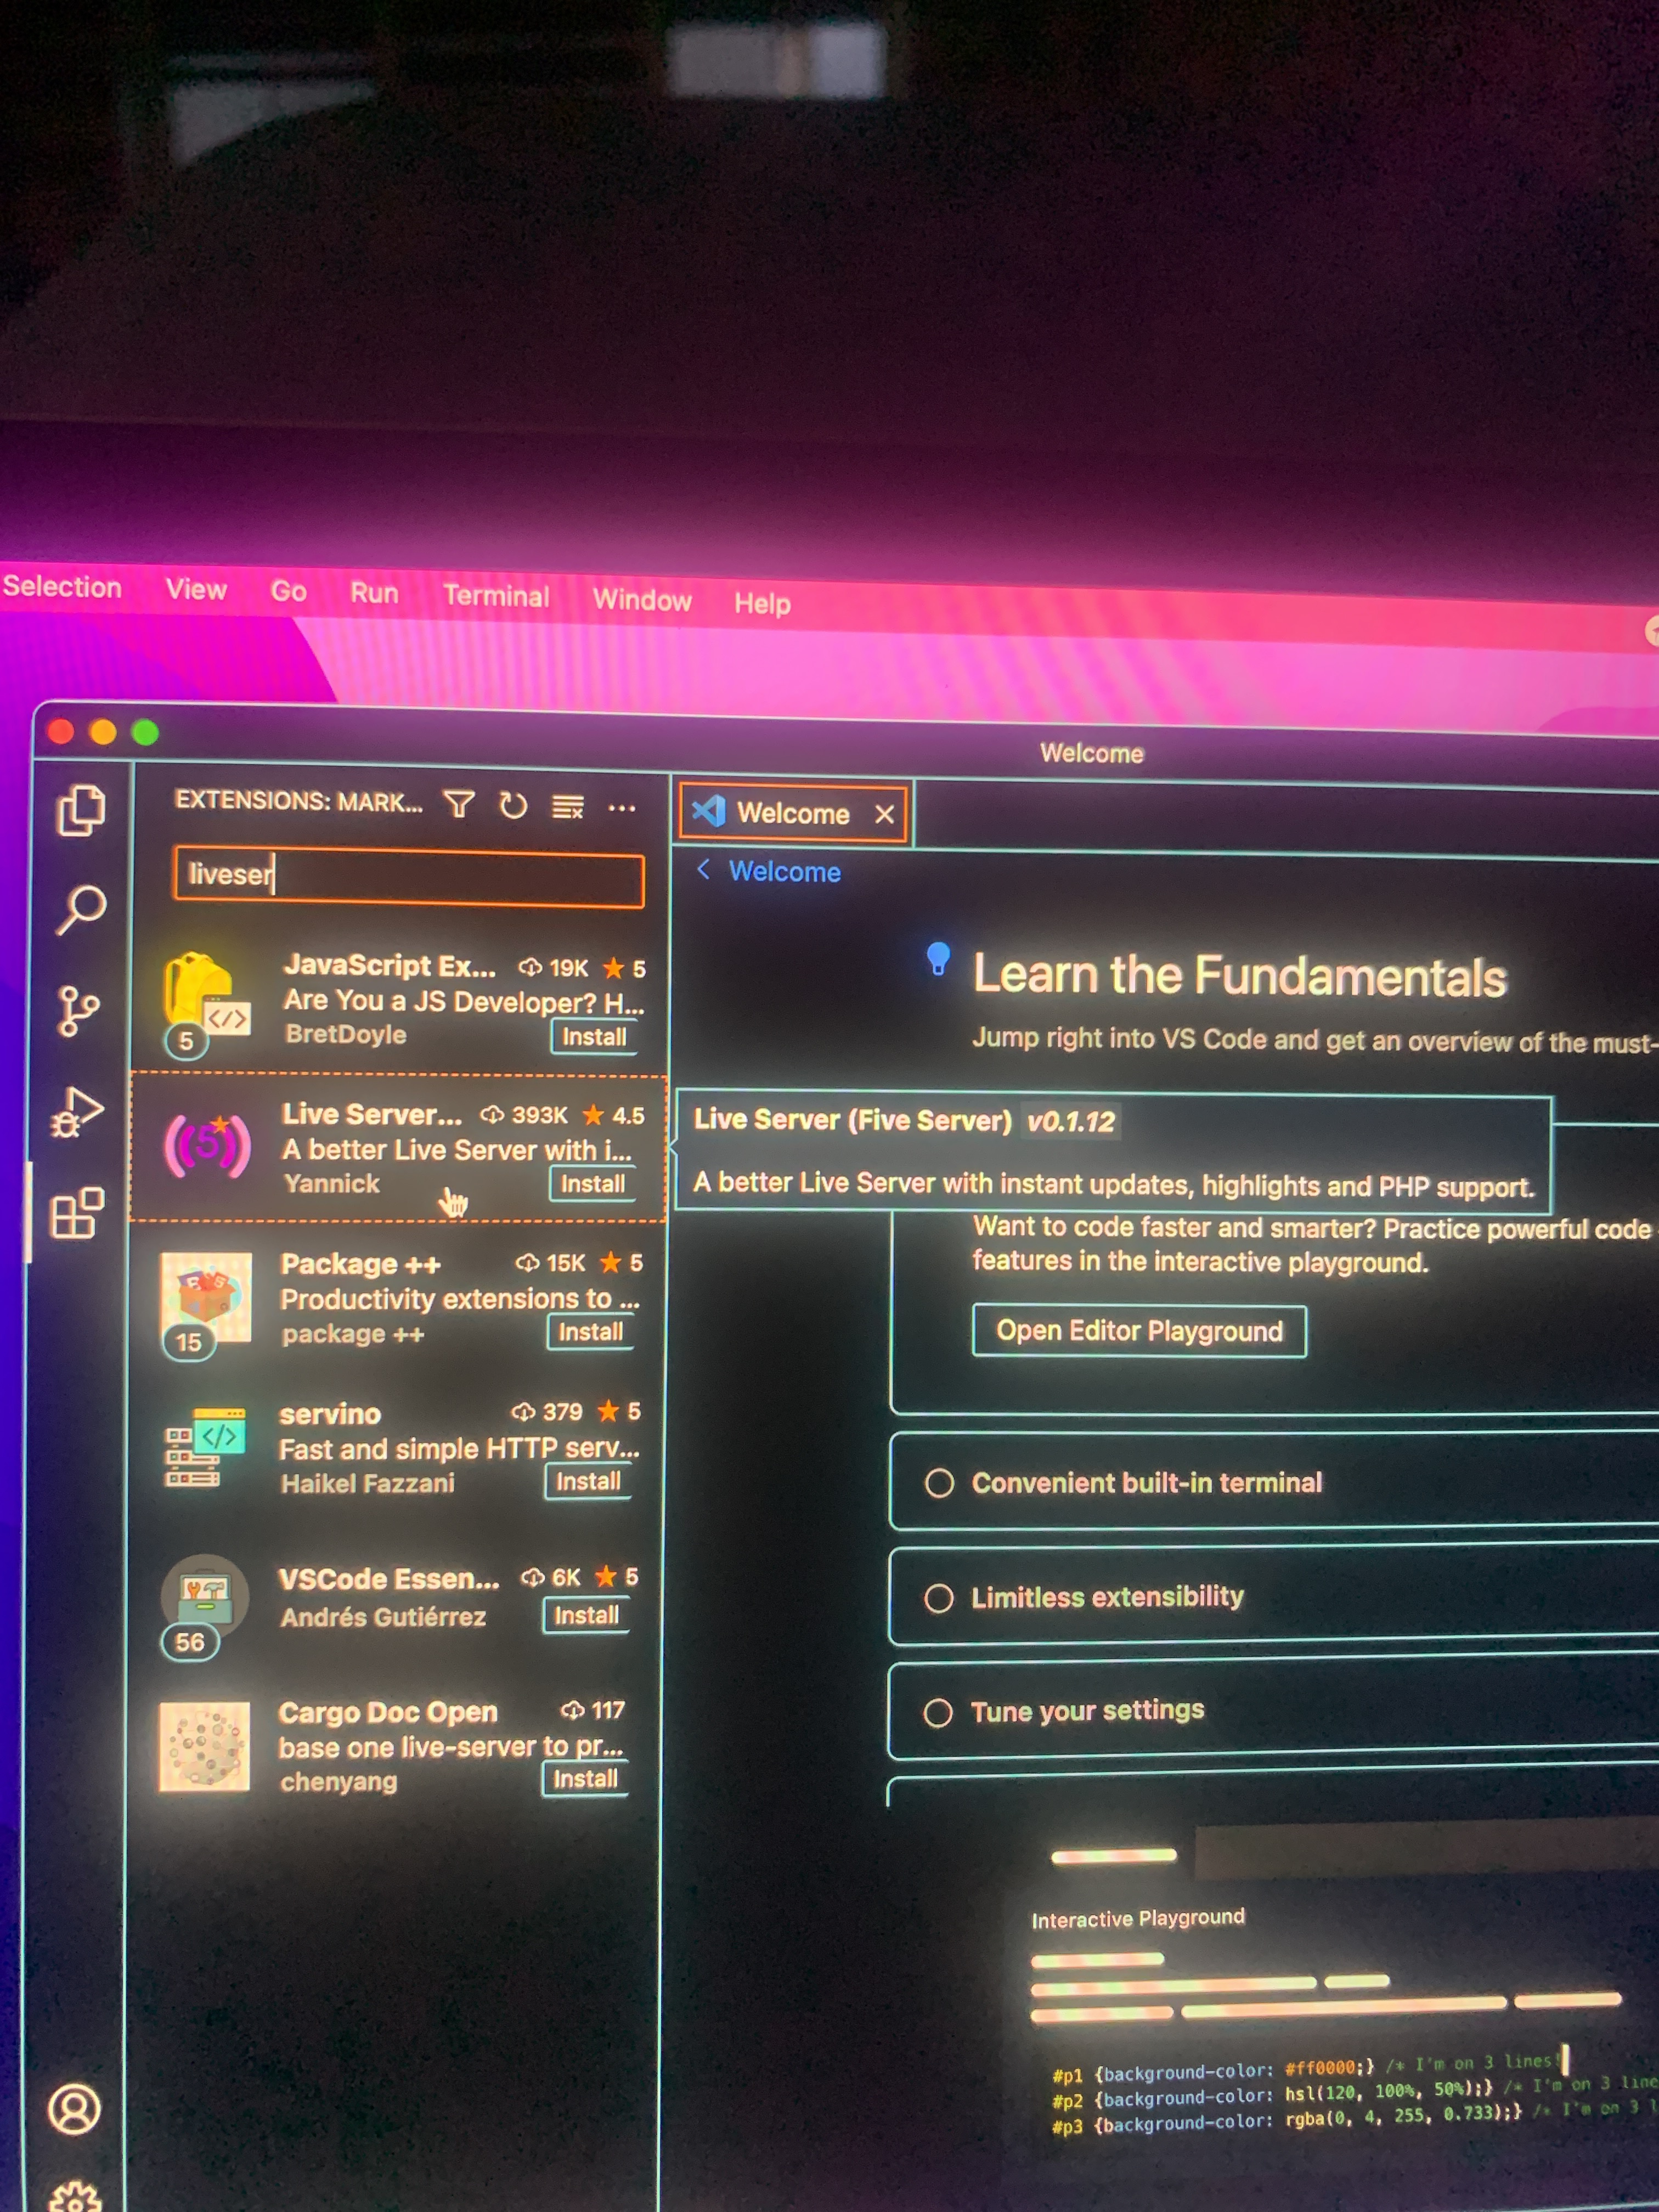 Selection View Go Run Terminal Window Help
Welcome
EXTENSIONS: MARK...
liveser
JavaScript Ex... 19K 5
Are You a JS Developer? H...
BretDoyle Install
5
Live Server... 393K 4.5
A better Live Server with i...
Yannick Install
Package ++ 15K 5
Productivity extensions to ...
package ++ Install
15
servino 379 5
Fast and simple HTTP serv...
Haikel Fazzani Install
VSCode Essen... 6K 5
Andrés Gutiérrez Install
56
Cargo Doc Open 117
base one live-server to pr...
chenyang Install
Welcome
Welcome
Learn the Fundamentals
Jump right into VS Code and get an overview of the must-
Live Server (Five Server) v0.1.12
A better Live Server with instant updates, highlights and PHP support.
Want to code faster and smarter? Practice powerful code
features in the interactive playground.
Open Editor Playground
Convenient built-in terminal
Limitless extensibility
Tune your settings
Interactive Playground
#p1 {background-color: #ff0000;} /* I'm on 3 lines!
#p2 {background-color: hsl(120, 100%, 50%);} /* I'm on 3 line
#p3 {background-color: rgba(0, 4, 255, 0.733);} /* I'm on 3 l